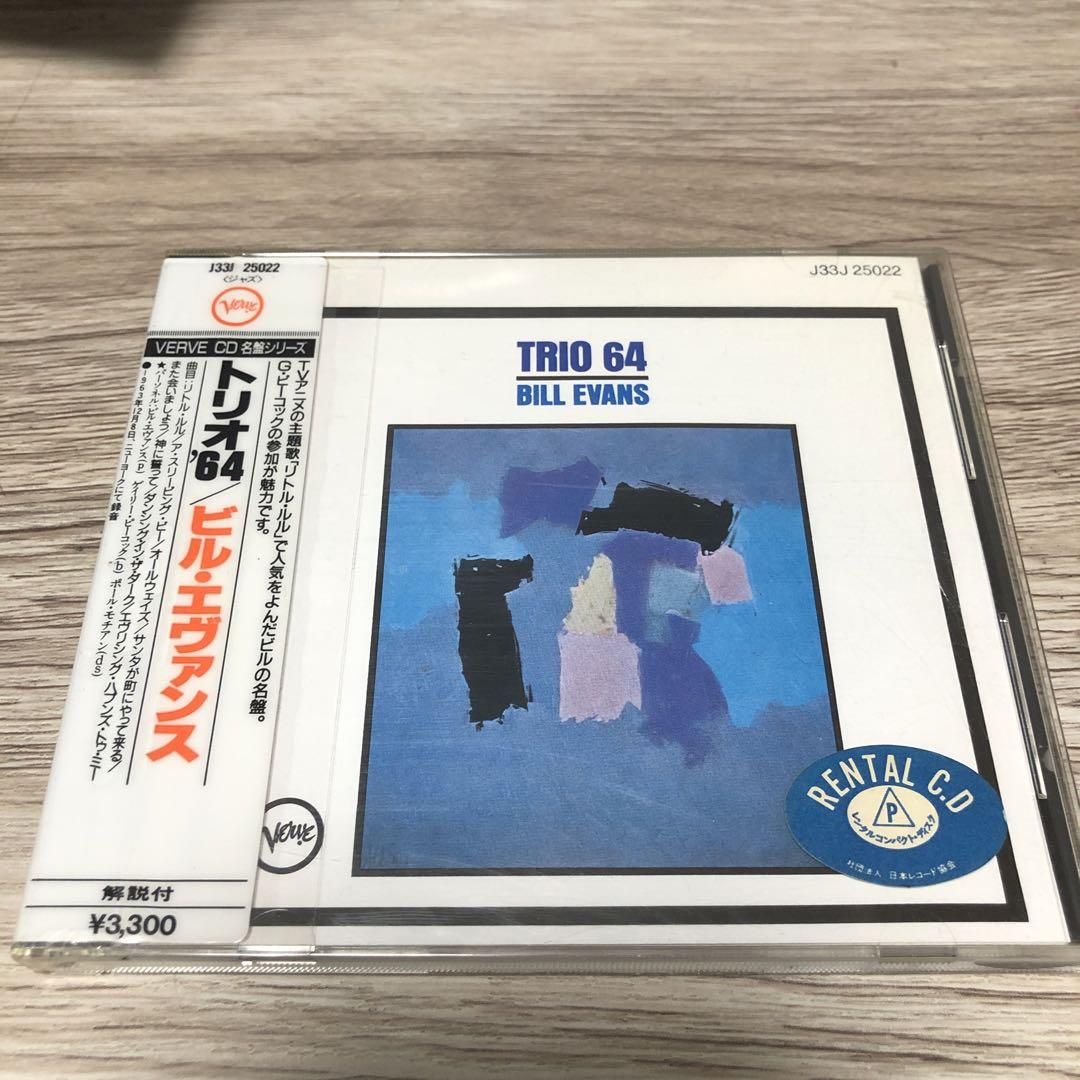 J33J 25022
〈ジャズ〉
Verve
VERVE CD 名盤シリーズ
TVアニメの主題歌「リトル・ルル」で人気をよんだビルの名盤。
G・ピーコックの参加が魅力です。
トリオ'64/ビル・エヴァンス
曲目:リトル・ルル/ア・スリーピング・ビー/オールウェイズ/サンタが町にやって来る/
また会いましょう/神に誓って/ダンシング・イン・ザ・ダーク/エヴリシング・ハプンズ・トゥ・ミー
★パーソネル:ビル・エヴァンス(p) ゲイリー・ピーコック(b) ポール・モチアン(ds)
●1963年12月18日、ニューヨークにて録音
解説付
¥3,300
J33J 25022
TRIO 64
BILL EVANS
Verve
RENTAL C.D
P
レンタルコンパクト・ディスク
社団法人 日本レコード協会